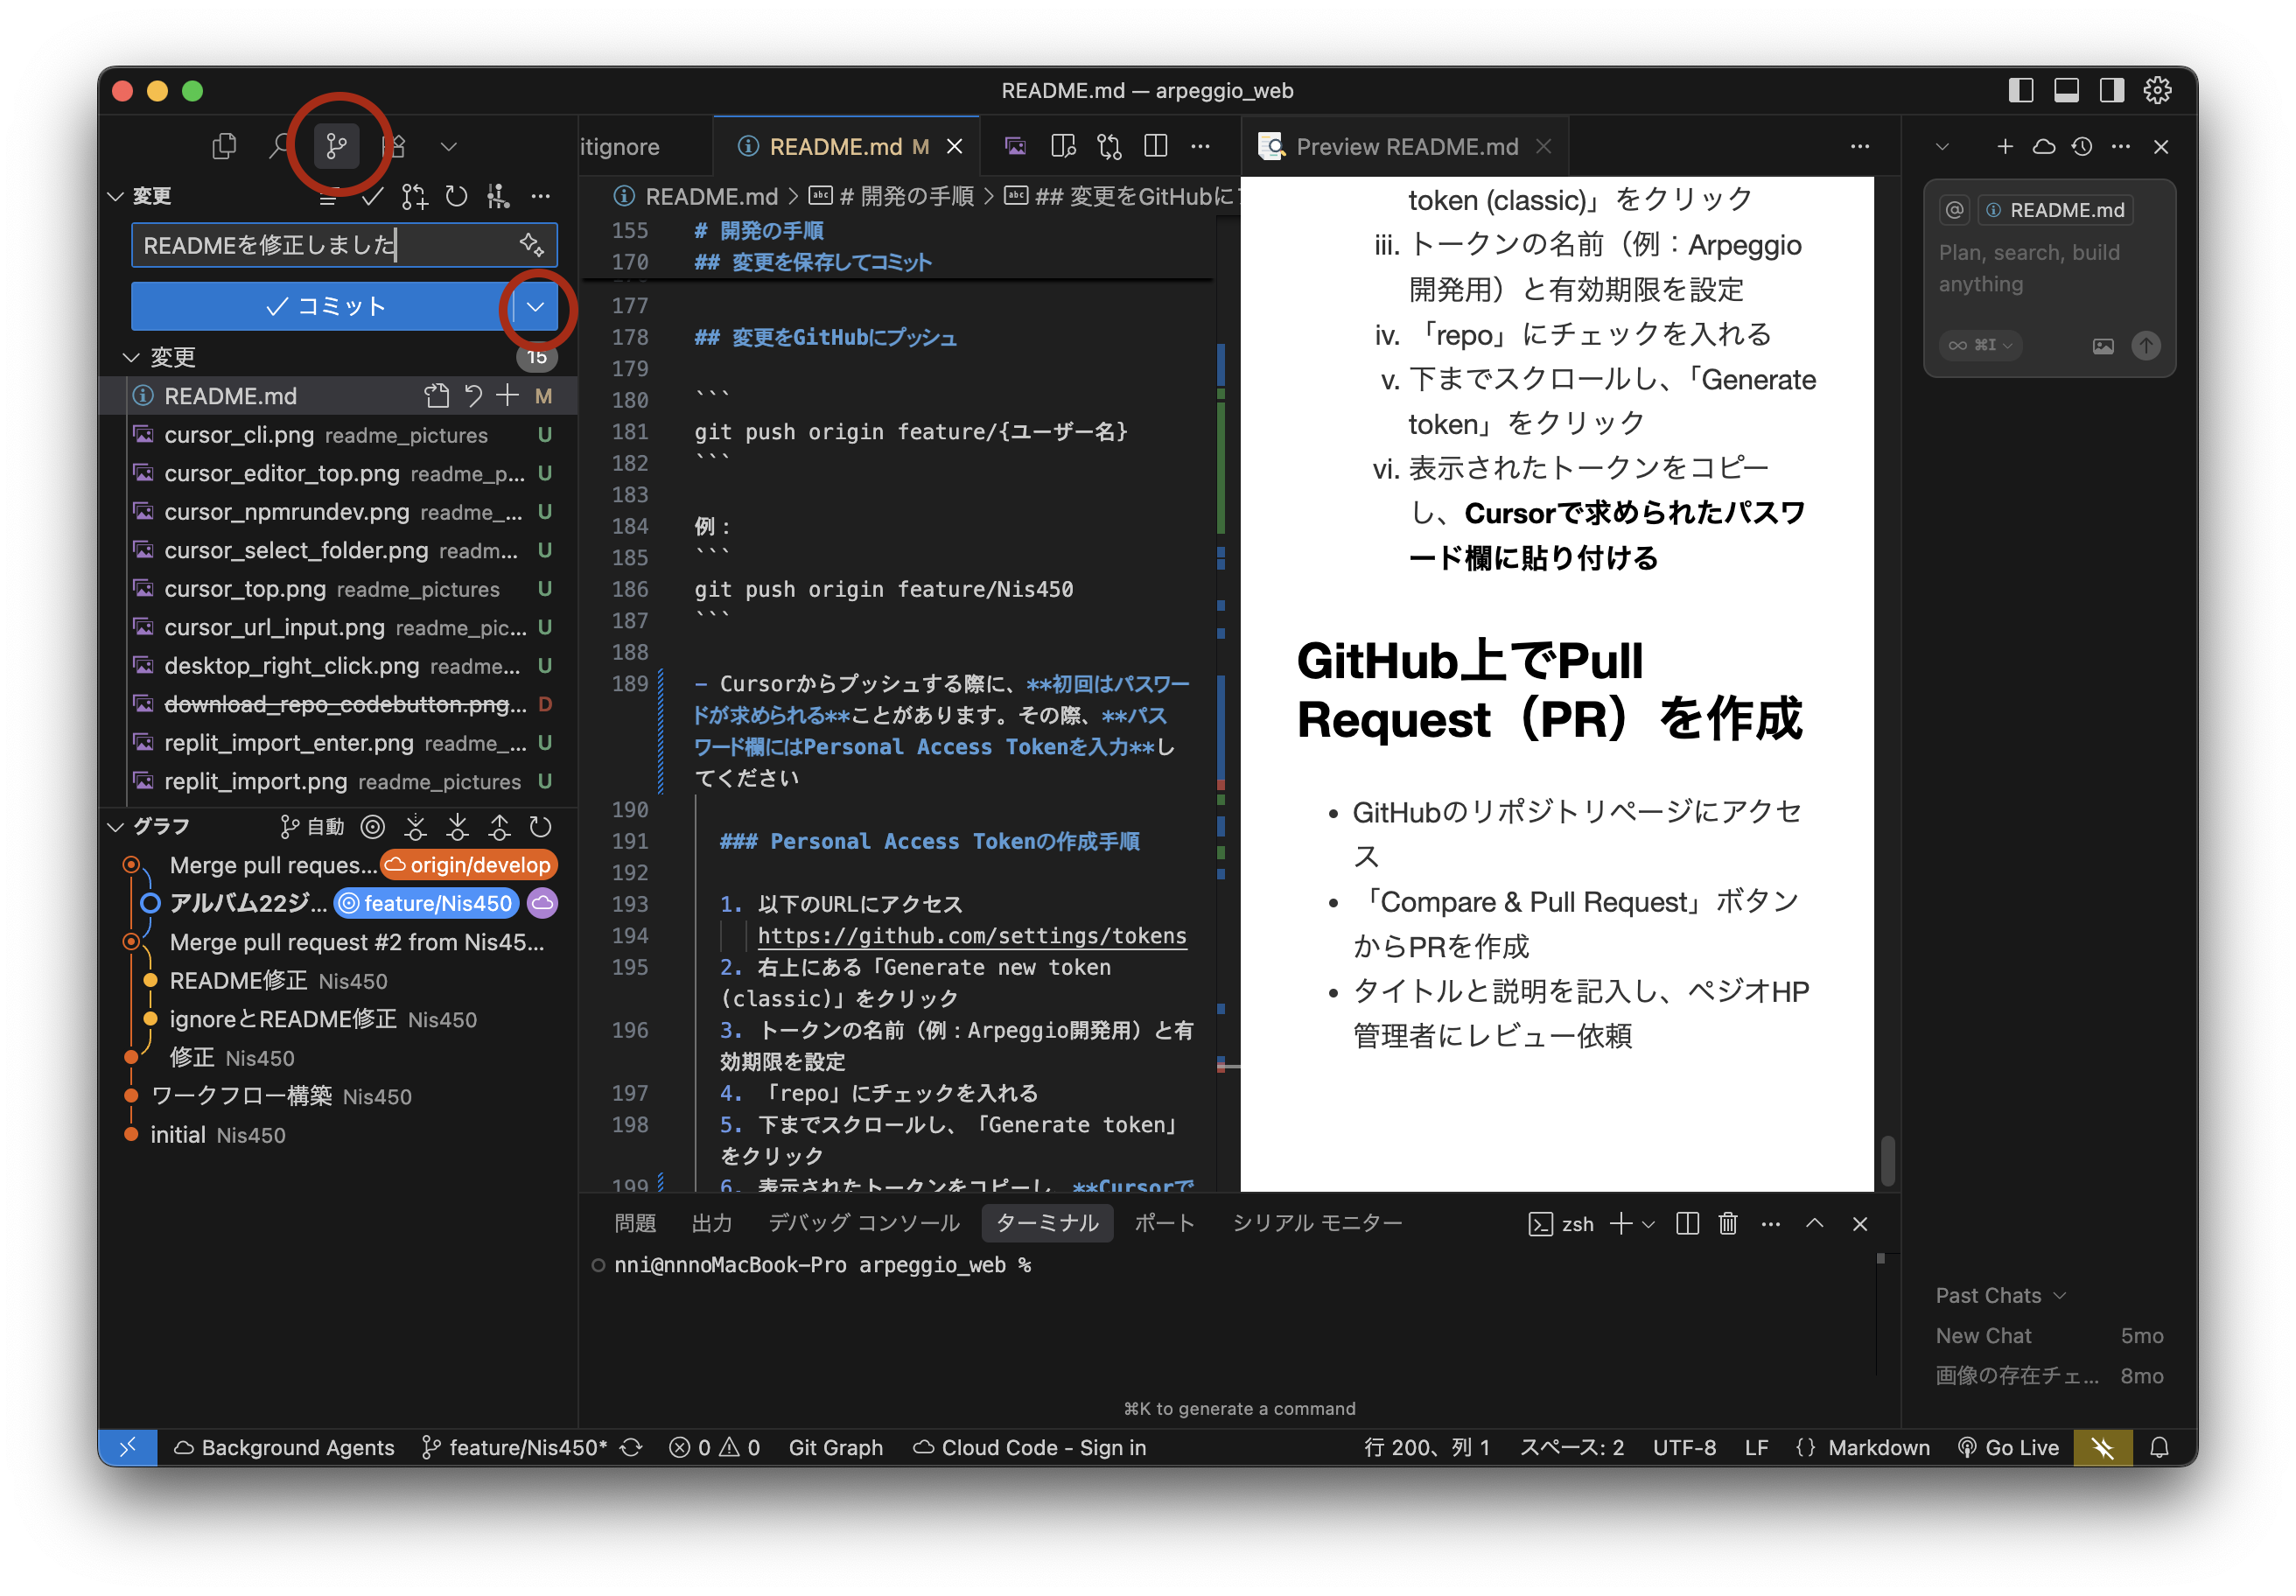 README.md — arpeggio_web
変更
READMEを修正しました
コミット
変更 15
README.md M
cursor_cli.png readme_pictures U
cursor_editor_top.png readme_p... U
cursor_npmrundev.png readme_... U
cursor_select_folder.png readm... U
cursor_top.png readme_pictures U
cursor_url_input.png readme_pic... U
desktop_right_click.png readme... U
download_repo_codebutton.png... D
replit_import_enter.png readme_... U
replit_import.png readme_pictures U
グラフ 自動
Merge pull reques... origin/develop
アルバム22ジ... feature/Nis450
Merge pull request #2 from Nis45...
README修正 Nis450
ignoreとREADME修正 Nis450
修正 Nis450
ワークフロー構築 Nis450
initial Nis450
itignore
README.md M
README.md > # 開発の手順 > ## 変更をGitHubに
155 # 開発の手順
170 ## 変更を保存してコミット
177
178 ## 変更をGitHubにプッシュ
179
180 ```
181 git push origin feature/{ユーザー名}
182 ```
183
184 例：
185 ```
186 git push origin feature/Nis450
187 ```
188
189 - Cursorからプッシュする際に、**初回はパスワー
ドが求められる**ことがあります。その際、**パス
ワード欄にはPersonal Access Tokenを入力**し
てください
190
191 ### Personal Access Tokenの作成手順
192
193 1. 以下のURLにアクセス
194 https://github.com/settings/tokens
195 2. 右上にある「Generate new token
(classic)」をクリック
196 3. トークンの名前（例：Arpeggio開発用）と有
効期限を設定
197 4. 「repo」にチェックを入れる
198 5. 下までスクロールし、「Generate token」
をクリック
199 6. 表示されたトークンをコピーし、**Cursorで
Preview README.md
token (classic)」をクリック
iii. トークンの名前（例：Arpeggio
開発用）と有効期限を設定
iv. 「repo」にチェックを入れる
v. 下までスクロールし、「Generate
token」をクリック
vi. 表示されたトークンをコピー
し、Cursorで求められたパスワ
ード欄に貼り付ける
GitHub上でPull
Request（PR）を作成
• GitHubのリポジトリページにアクセ
ス
• 「Compare & Pull Request」ボタン
からPRを作成
• タイトルと説明を記入し、ペジオHP
管理者にレビュー依頼
@ README.md
Plan, search, build
anything
∞ ⌘I
問題 出力 デバッグ コンソール ターミナル ポート シリアル モニター zsh
nni@nnnoMacBook-Pro arpeggio_web %
⌘K to generate a command
Past Chats
New Chat 5mo
画像の存在チェ... 8mo
Background Agents feature/Nis450* 0 0 Git Graph Cloud Code - Sign in 行 200、列 1 スペース: 2 UTF-8 LF {} Markdown Go Live